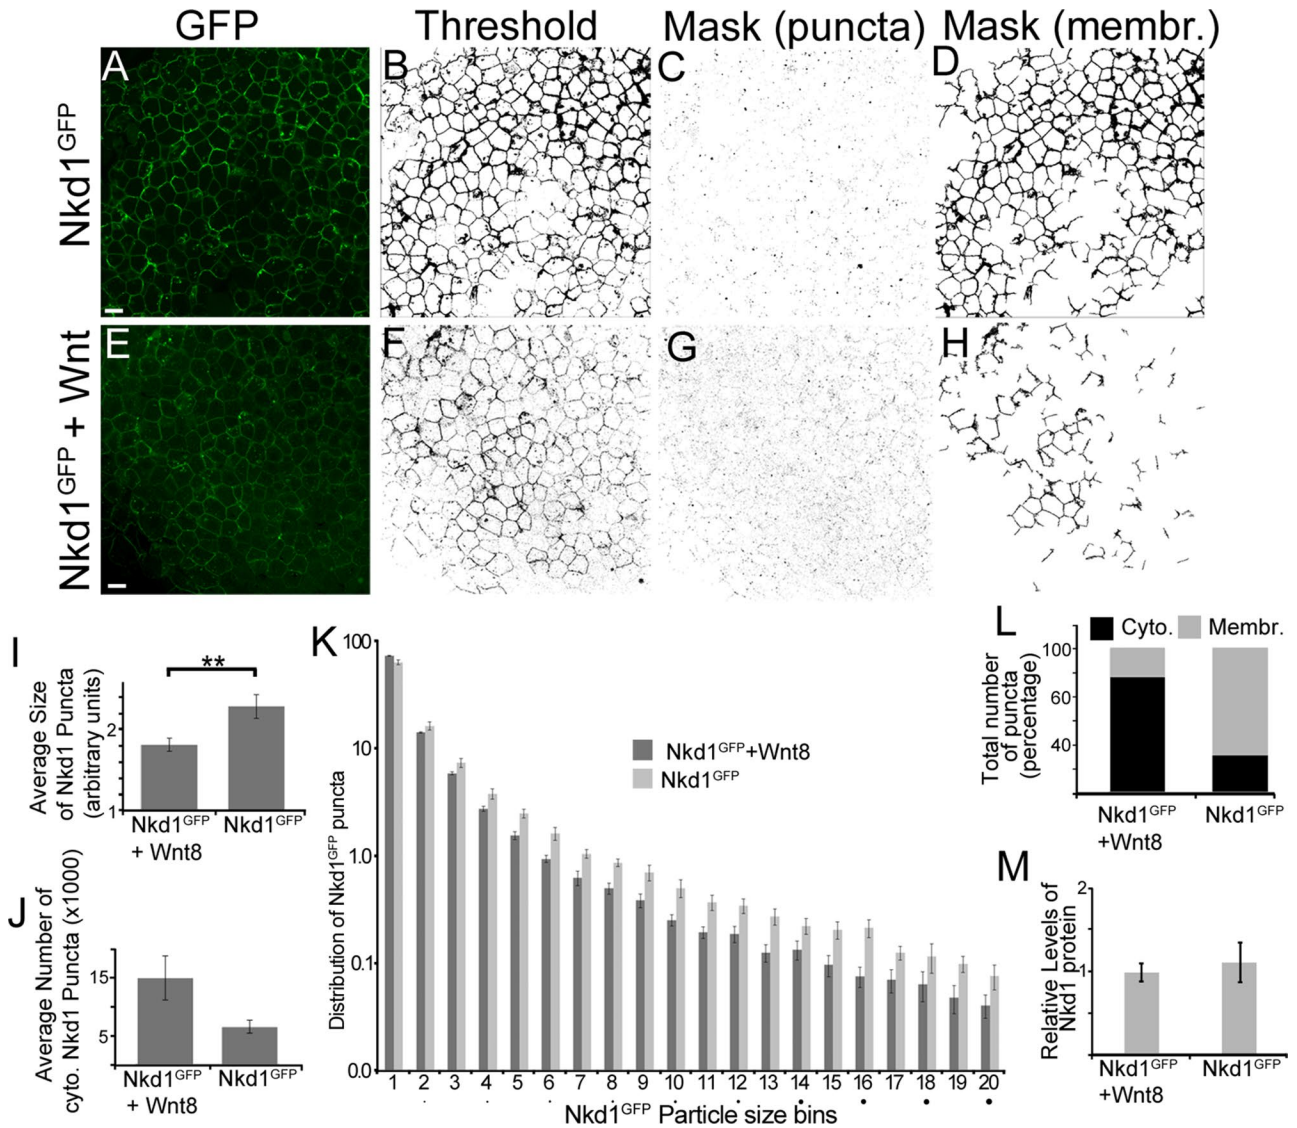 GFP
Threshold
Mask (puncta)
Mask (membr.)
Nkd1GFP
A
B
C
D
Nkd1GFP + Wnt
E
F
G
H
I
**
Average Size
of Nkd1 Puncta
(arbitrary units)
2
1
Nkd1GFP
+ Wnt8
Nkd1GFP
J
Average Number of
cyto. Nkd1 Puncta (x1000)
15
5
Nkd1GFP
+ Wnt8
Nkd1GFP
K
Distribution of Nkd1GFP puncta
100
10
1.0
0.1
0.0
Nkd1GFP+Wnt8
Nkd1GFP
1 2 3 4 5 6 7 8 9 10 11 12 13 14 15 16 17 18 19 20
Nkd1GFP Particle size bins
L
Cyto. Membr.
Total number
of puncta
(percentage)
100
60
40
Nkd1GFP
+Wnt8
Nkd1GFP
M
Relative Levels of
Nkd1 protein
2
1
Nkd1GFP
+Wnt8
Nkd1GFP